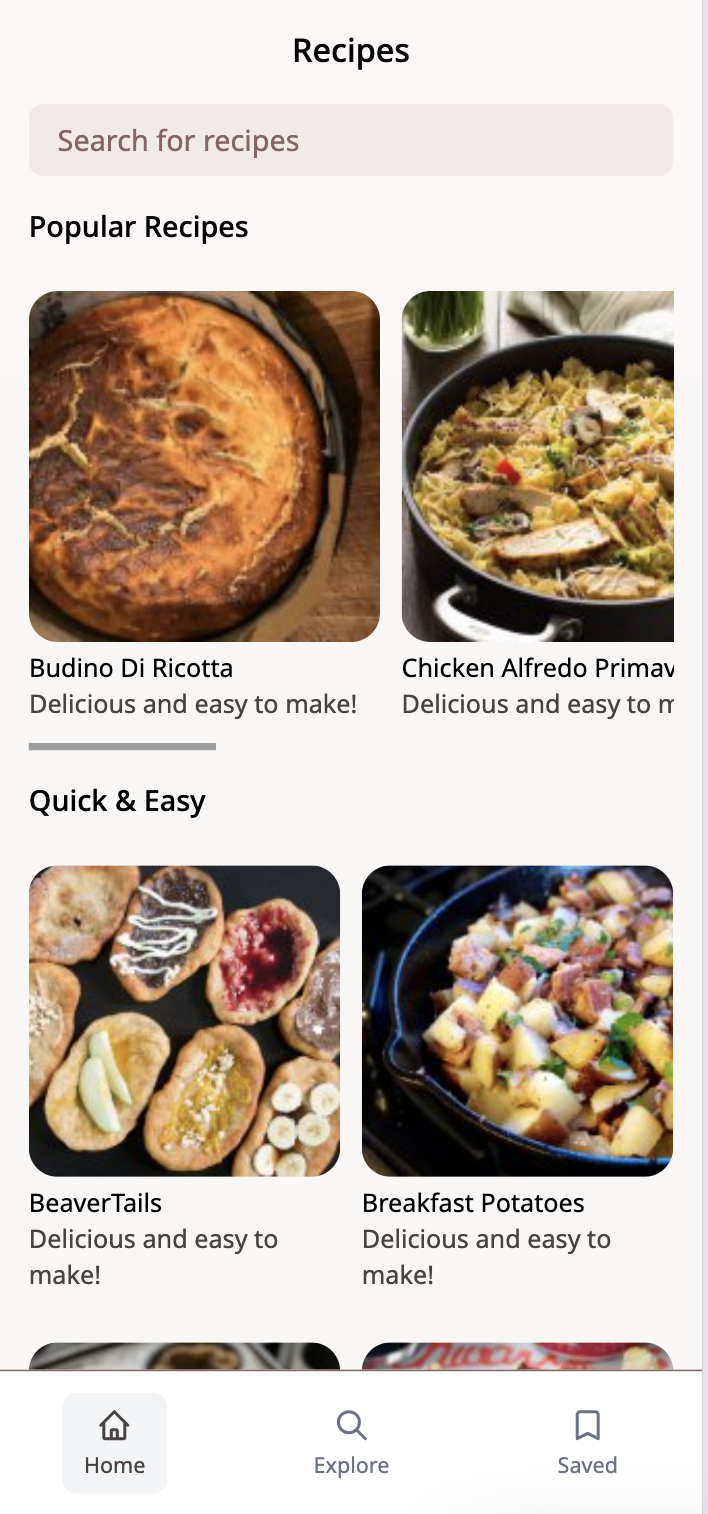 Recipes
Search for recipes
Popular Recipes
Budino Di Ricotta
Delicious and easy to make!
Chicken Alfredo Primav
Delicious and easy to m
Quick & Easy
BeaverTails
Delicious and easy to
make!
Breakfast Potatoes
Delicious and easy to
make!
Home
Explore
Saved